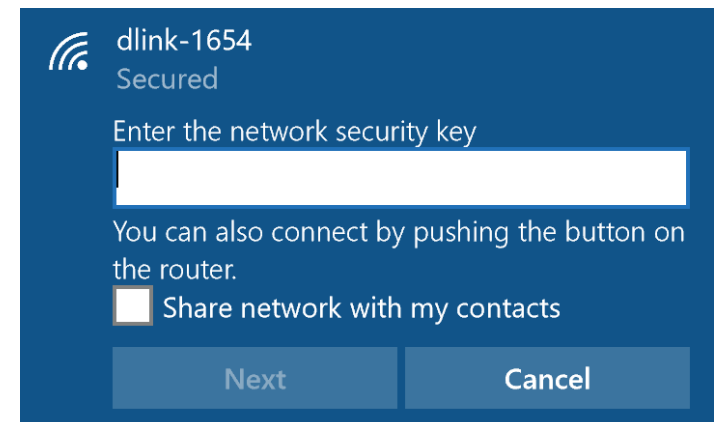 dlink-1654
Secured
Enter the network security key
You can also connect by pushing the button on
the router.
Share network with my contacts
Next
Cancel